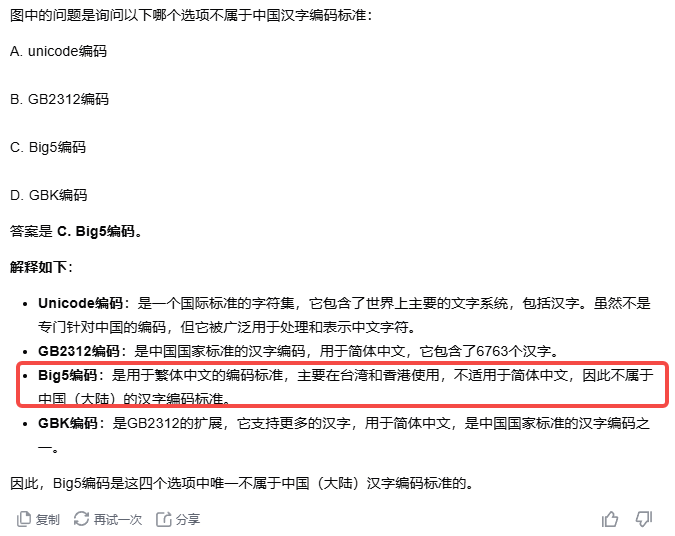 图中的问题是询问以下哪个选项不属于中国汉字编码标准：
A. unicode编码
B. GB2312编码
C. Big5编码
D. GBK编码
答案是 C. Big5编码。
解释如下：
• Unicode编码：是一个国际标准的字符集，它包含了世界上主要的文字系统，包括汉字。虽然不是
专门针对中国的编码，但它被广泛用于处理和表示中文字符。
• GB2312编码：是中国国家标准的汉字编码，用于简体中文，它包含了6763个汉字。
• Big5编码：是用于繁体中文的编码标准，主要在台湾和香港使用，不适用于简体中文，因此不属于
中国（大陆）的汉字编码标准。
• GBK编码：是GB2312的扩展，它支持更多的汉字，用于简体中文，是中国国家标准的汉字编码之
一。
因此，Big5编码是这四个选项中唯一不属于中国（大陆）汉字编码标准的。
复制 再试一次 分享